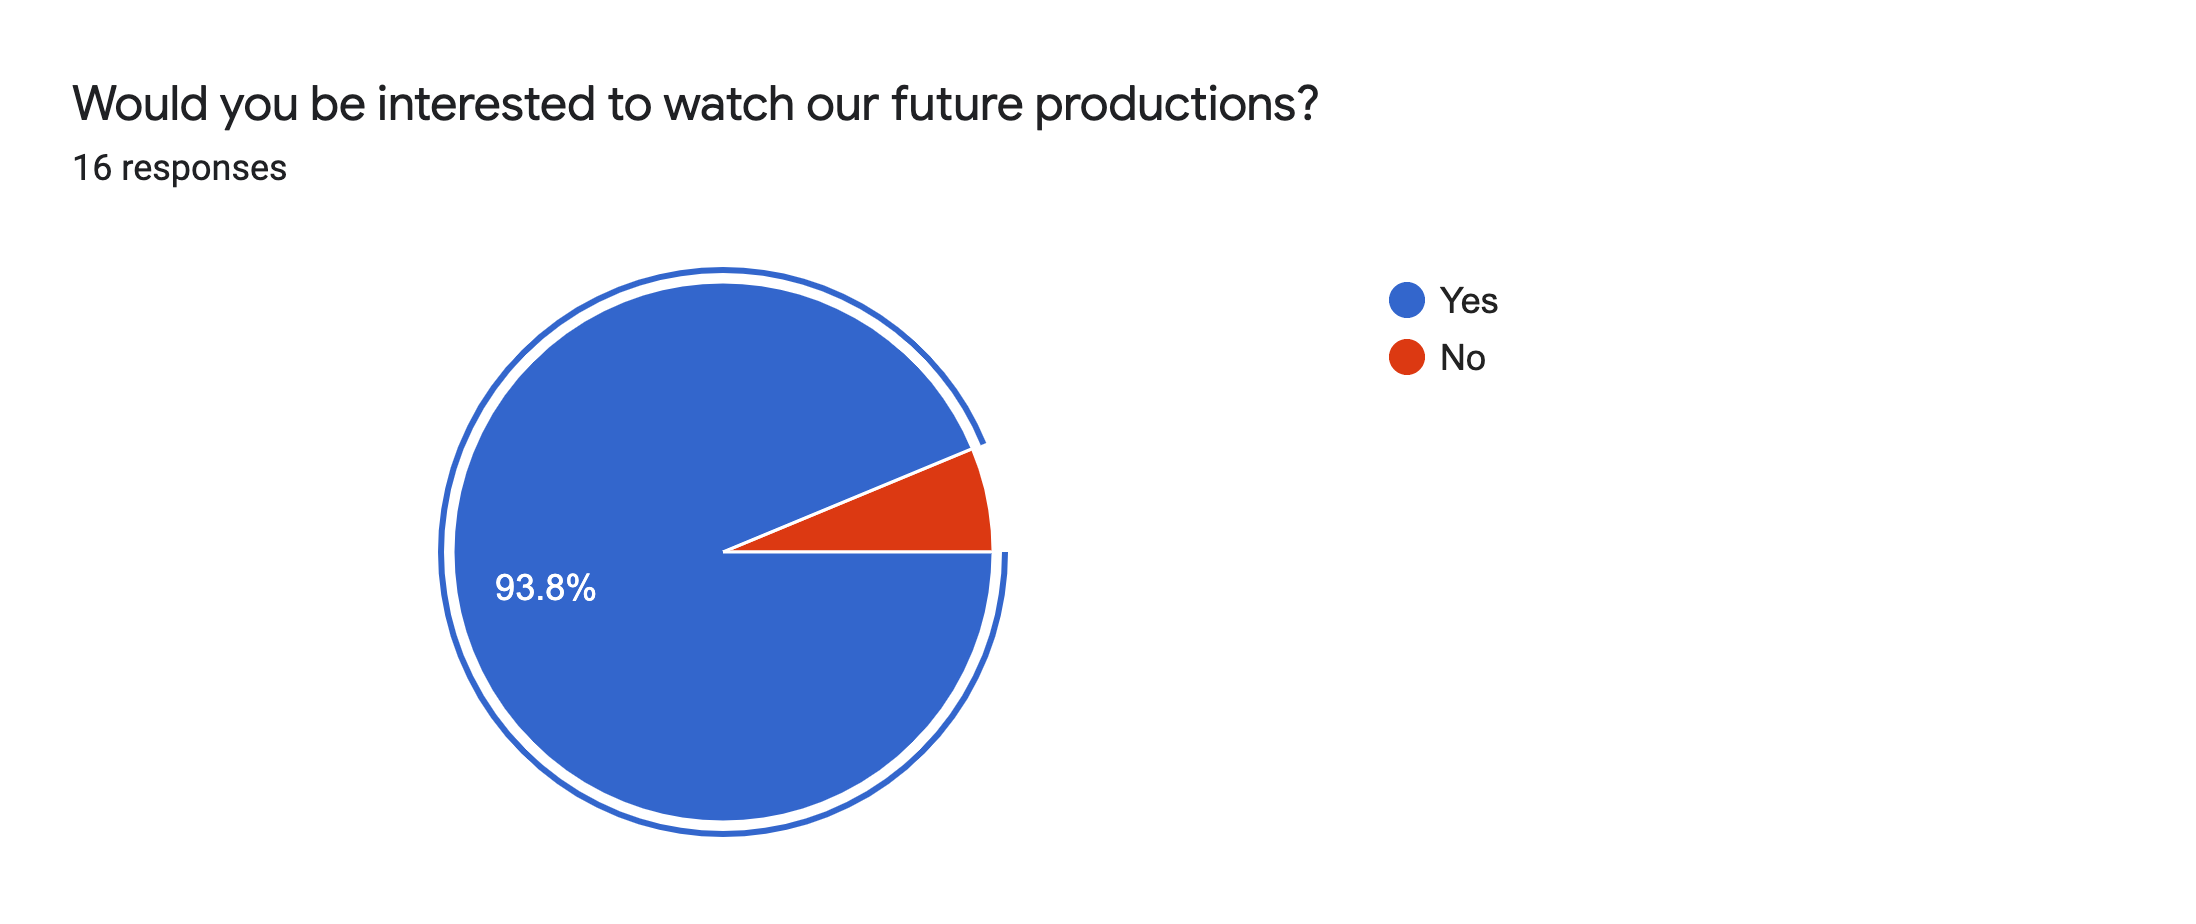 Would you be interested to watch our future productions?
16 responses
Yes
No
93.8%